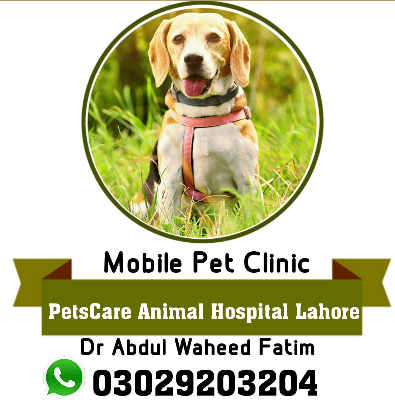 Mobile Pet Clinic
PetsCare Animal Hospital Lahore
Dr Abdul Waheed Fatim
03029203204